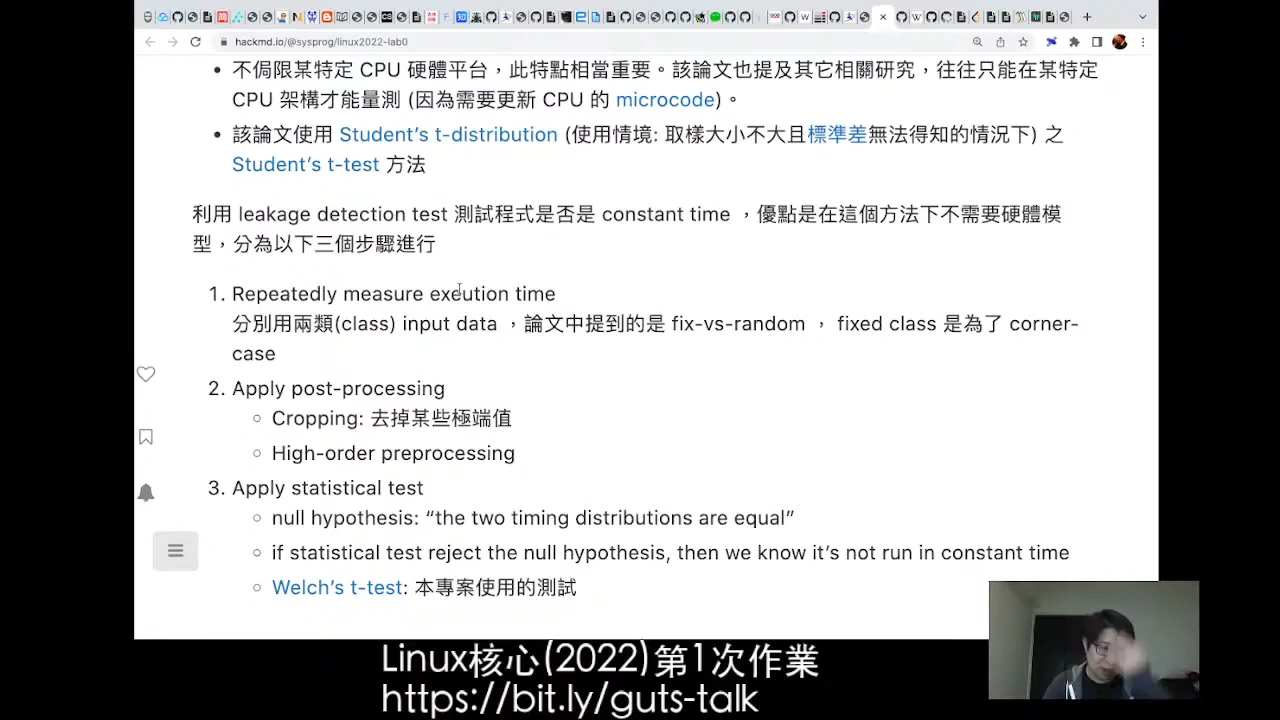 hackmd.io/@sysprog/linux2022-lab0
• 不侷限某特定 CPU 硬體平台，此特點相當重要。該論文也提及其它相關研究，往往只能在某特定
CPU 架構才能量測 (因為需要更新 CPU 的 microcode)。
• 該論文使用 Student’s t-distribution (使用情境: 取樣大小不大且標準差無法得知的情況下) 之
Student’s t-test 方法
利用 leakage detection test 測試程式是否是 constant time ，優點是在這個方法下不需要硬體模
型，分為以下三個步驟進行
1. Repeatedly measure exeution time
分別用兩類(class) input data ，論文中提到的是 fix-vs-random ， fixed class 是為了 corner-
case
2. Apply post-processing
◦ Cropping: 去掉某些極端值
◦ High-order preprocessing
3. Apply statistical test
◦ null hypothesis: “the two timing distributions are equal”
◦ if statistical test reject the null hypothesis, then we know it’s not run in constant time
◦ Welch’s t-test: 本專案使用的測試
Linux核心(2022)第1次作業
https://bit.ly/guts-talk